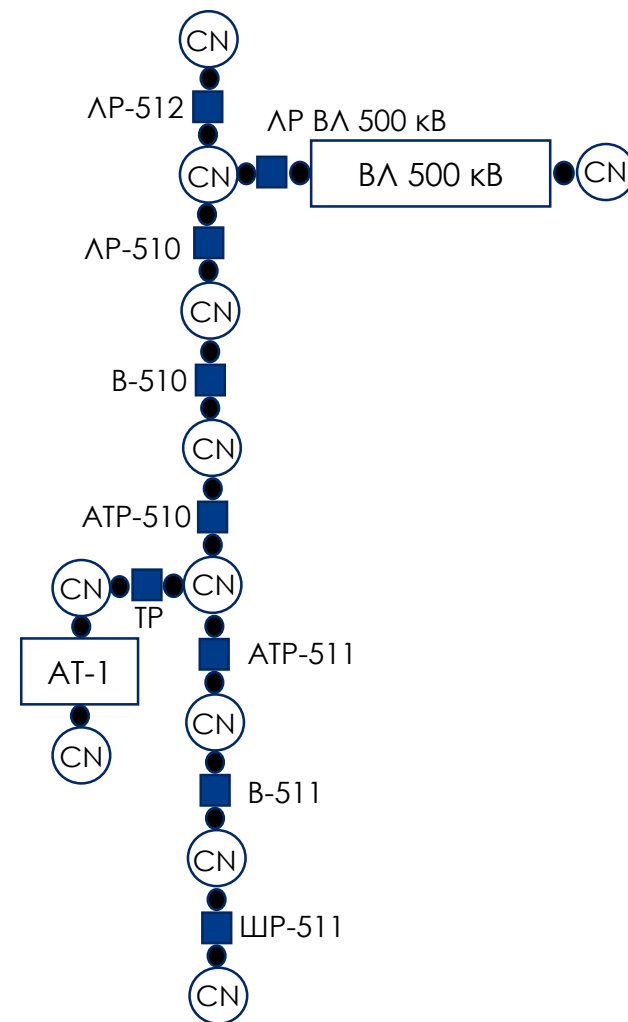 CN
ЛР-512
ЛР ВЛ 500 кВ
CN
ВЛ 500 кВ
CN
ЛР-510
CN
В-510
CN
АТР-510
CN
CN
ТР
АТР-511
АТ-1
CN
CN
В-511
CN
ШР-511
CN